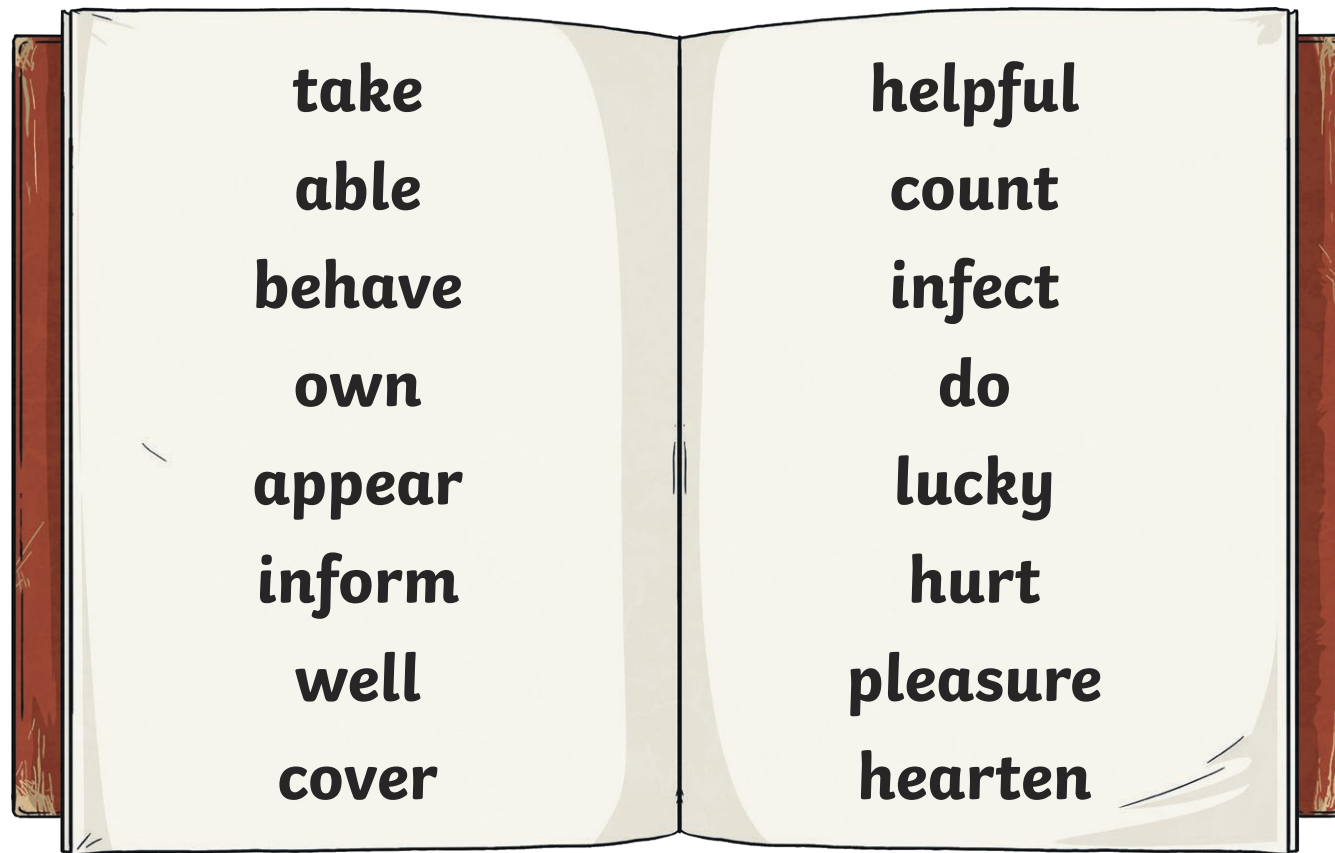 take
able
behave
own
appear
inform
well
cover
helpful
count
infect
do
lucky
hurt
pleasure
hearten